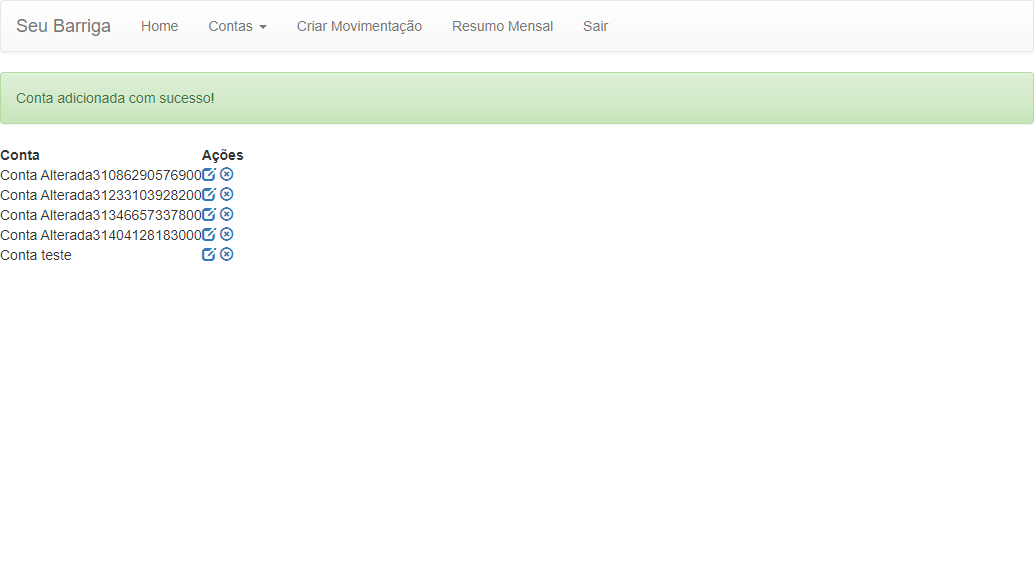 Seu Barriga Home Contas Criar Movimentação Resumo Mensal Sair
Conta adicionada com sucesso!
Conta Ações
Conta Alterada31086290576900
Conta Alterada31233103928200
Conta Alterada31346657337800
Conta Alterada31404128183000
Conta teste